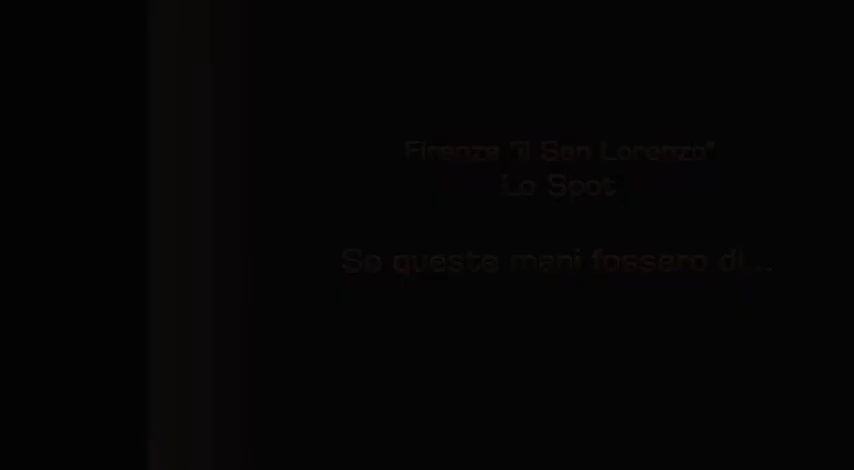 Firenze "il San Lorenzo"
Lo Spot
Se queste mani fossero di...